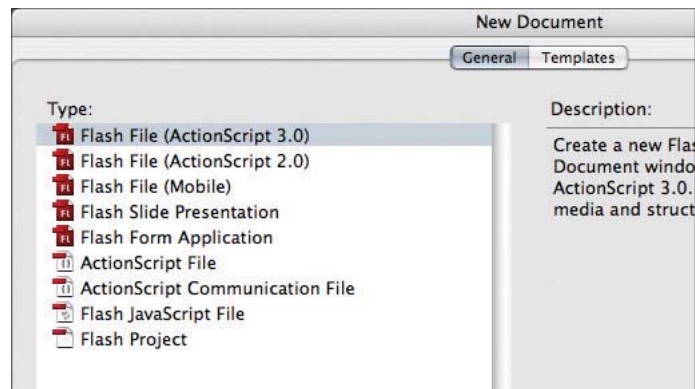 New Document
General Templates
Type:
Flash File (ActionScript 3.0)
Flash File (ActionScript 2.0)
Flash File (Mobile)
Flash Slide Presentation
Flash Form Application
ActionScript File
ActionScript Communication File
Flash JavaScript File
Flash Project
Description:
Create a new Flas
Document windo
ActionScript 3.0.
media and struct